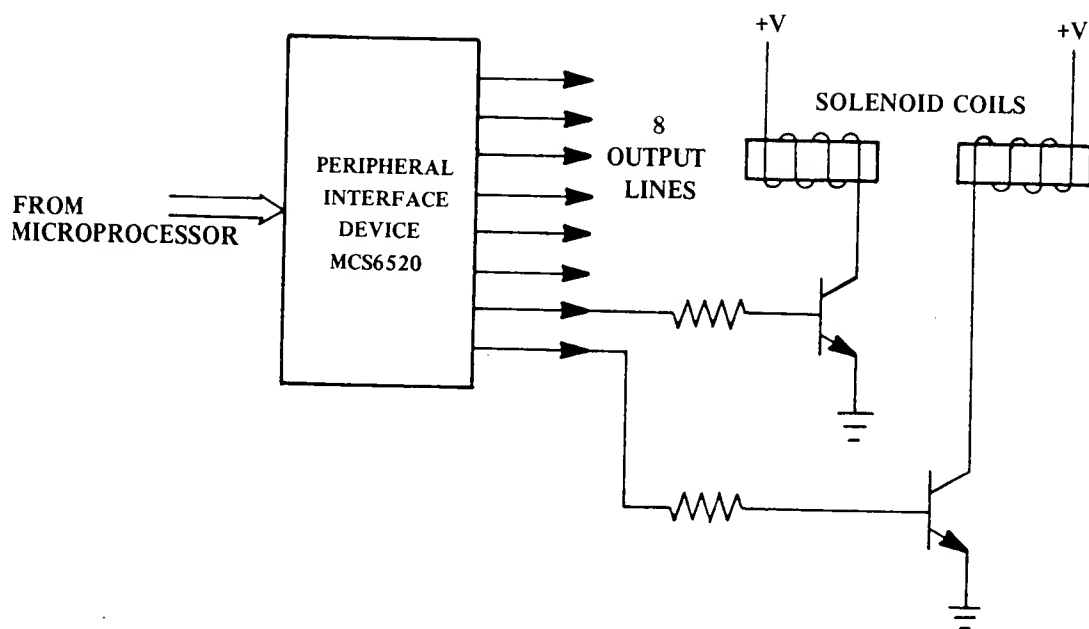 +V
+V
SOLENOID COILS
8
OUTPUT
LINES
PERIPHERAL
INTERFACE
DEVICE
MCS6520
FROM
MICROPROCESSOR